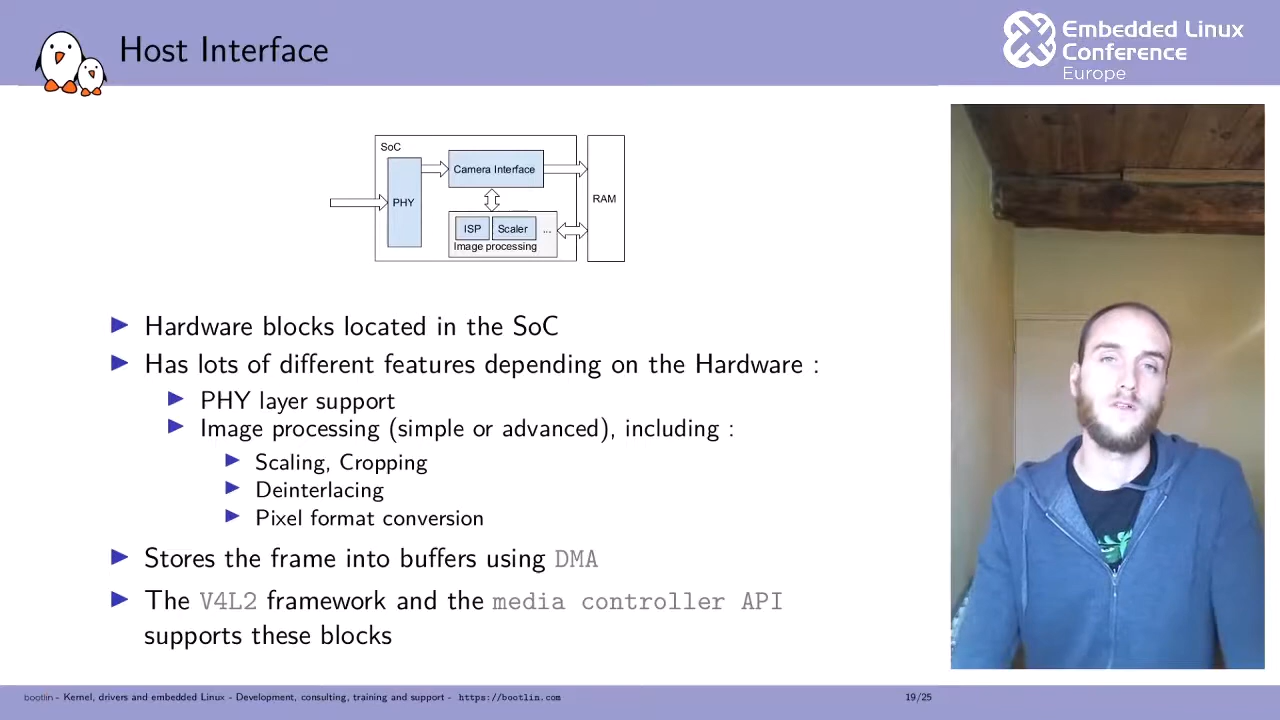 Host Interface
Embedded Linux
Conference
Europe
SoC
PHY
Camera Interface
RAM
ISP
Scaler
...
Image processing
Hardware blocks located in the SoC
Has lots of different features depending on the Hardware :
PHY layer support
Image processing (simple or advanced), including :
Scaling, Cropping
Deinterlacing
Pixel format conversion
Stores the frame into buffers using DMA
The V4L2 framework and the media controller API
supports these blocks
bootlin - Kernel, drivers and embedded Linux - Development, consulting, training and support - https://bootlin.com
19/25